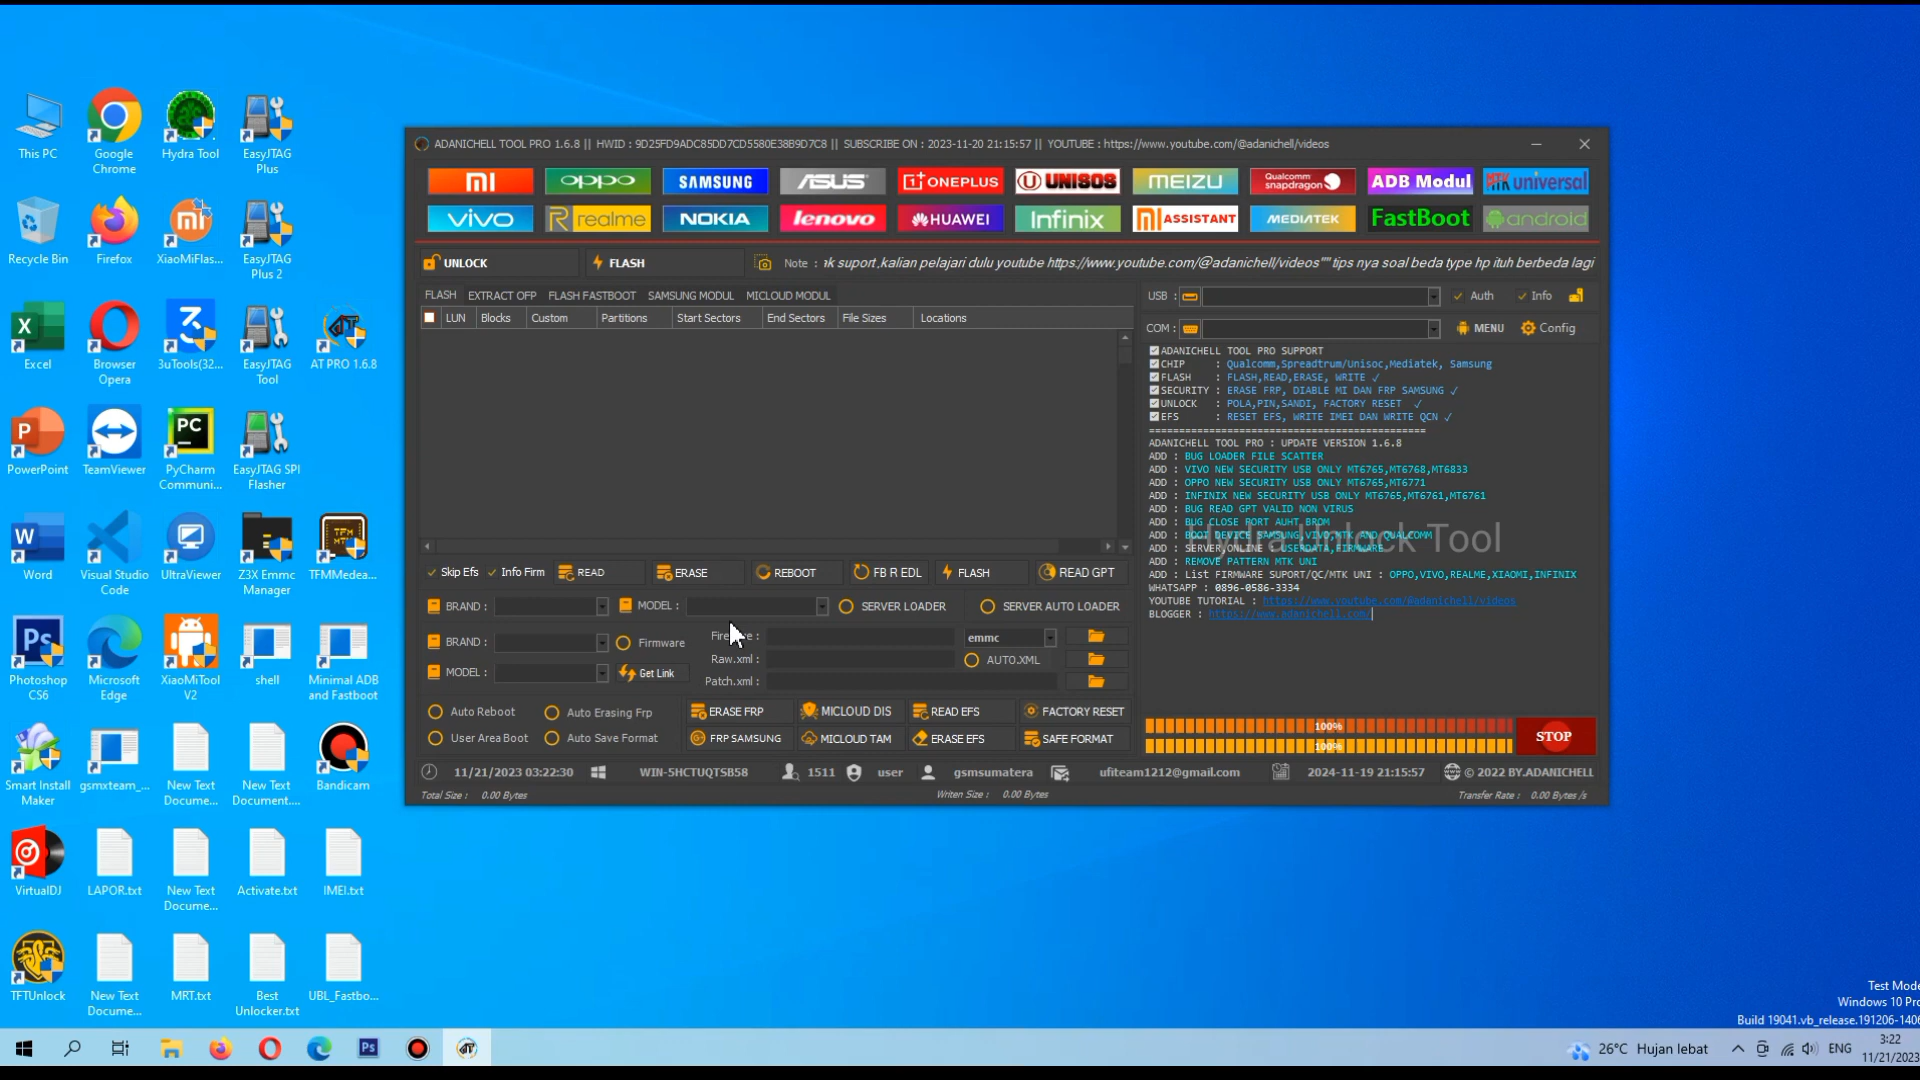 This PC
Google Chrome
Hydra Tool
EasyJTAG Plus
Recycle Bin
Firefox
XiaoMiFlas...
EasyJTAG Plus 2
Excel
Browser Opera
3uTools(32...
EasyJTAG Tool
AT PRO 1.6.8
PowerPoint
TeamViewer
PyCharm Communi...
EasyJTAG SPI Flasher
Word
Visual Studio Code
UltraViewer
Z3X Emmc Manager
TFMMedea...
Photoshop CS6
Microsoft Edge
XiaoMiTool V2
shell
Minimal ADB and Fastboot
Smart Install Maker
gsmxteam_...
New Text Docume...
New Text Document....
Bandicam
VirtualDJ
LAPOR.txt
New Text Docume...
Activate.txt
IMEI.txt
TFTUnlock
New Text Docume...
MRT.txt
Best Unlocker.txt
UBL_Fastbo...
ADANICHELL TOOL PRO 1.6.8 || HWID : 9D25FD9ADC85DD7CD5580E38B9D7C8 || SUBSCRIBE ON : 2023-11-20 21:15:57 || YOUTUBE : https://www.youtube.com/@adanichell/videos
oppo SAMSUNG ASUS ONEPLUS UNISOC MEIZU Qualcomm snapdragon ADB Modul MTK universal
vivo realme NOKIA lenovo HUAWEI Infinix ASSISTANT MEDIATEK FastBoot android
UNLOCK FLASH Note : ık suport ,kalian pelajari dulu youtube https://www.youtube.com/@adanichell/videos"" tips nya soal beda type hp ituh berbeda lagi
FLASH EXTRACT OFP FLASH FASTBOOT SAMSUNG MODUL MICLOUD MODUL
LUN Blocks Custom Partitions Start Sectors End Sectors File Sizes Locations
USB : Auth Info
COM : MENU Config
ADANICHELL TOOL PRO SUPPORT
CHIP : Qualcomm,Spreadtrum/Unisoc,Mediatek, Samsung
FLASH : FLASH,READ,ERASE, WRITE ✓
SECURITY : ERASE FRP, DIABLE MI DAN FRP SAMSUNG ✓
UNLOCK : POLA,PIN,SANDI, FACTORY RESET ✓
EFS : RESET EFS, WRITE IMEI DAN WRITE QCN ✓
==============================================
ADANICHELL TOOL PRO : UPDATE VERSION 1.6.8
ADD : BUG LOADER FILE SCATTER
ADD : VIVO NEW SECURITY USB ONLY MT6765,MT6768,MT6833
ADD : OPPO NEW SECURITY USB ONLY MT6765,MT6771
ADD : INFINIX NEW SECURITY USB ONLY MT6765,MT6761,MT6761
ADD : BUG READ GPT VALID NON VIRUS
ADD : BUG CLOSE PORT AUHT BROM
ADD : BOOT DEVICE SAMSUNG,VIVO,MTK AND QUALCOMM
ADD : SERVER,ONLINE : USERDATA,FIRMWARE
ADD : REMOVE PATTERN MTK UNI
ADD : List FIRMWARE SUPORT/QC/MTK UNI : OPPO,VIVO,REALME,XIAOMI,INFINIX
WHATSAPP : 0896-0586-3334
YOUTUBE TUTORIAL : https://www.youtube.com/@adanichell/videos
BLOGGER : https://www.adanichell.com/
Hydra Unlock Tool
Skip Efs Info Firm READ ERASE REBOOT FB R EDL FLASH READ GPT
BRAND : MODEL : SERVER LOADER SERVER AUTO LOADER
BRAND : Firmware emmc
Raw.xml : AUTO.XML
MODEL : Get Link Patch.xml :
Auto Reboot Auto Erasing Frp ERASE FRP MICLOUD DIS READ EFS FACTORY RESET
User Area Boot Auto Save Format FRP SAMSUNG MICLOUD TAM ERASE EFS SAFE FORMAT
100%
100%
STOP
11/21/2023 03:22:30 WIN-5HCTUQTSB58 1511 user gsmsumatera ufiteam1212@gmail.com 2024-11-19 21:15:57 © 2022 BY.ADANICHELL
Total Size : 0.00 Bytes Writen Size : 0.00 Bytes Transfer Rate : 0.00 Bytes /s
Test Mode
Windows 10 Pro
Build 19041.vb_release.191206-1406
26°C Hujan lebat ENG 3:22
11/21/2023